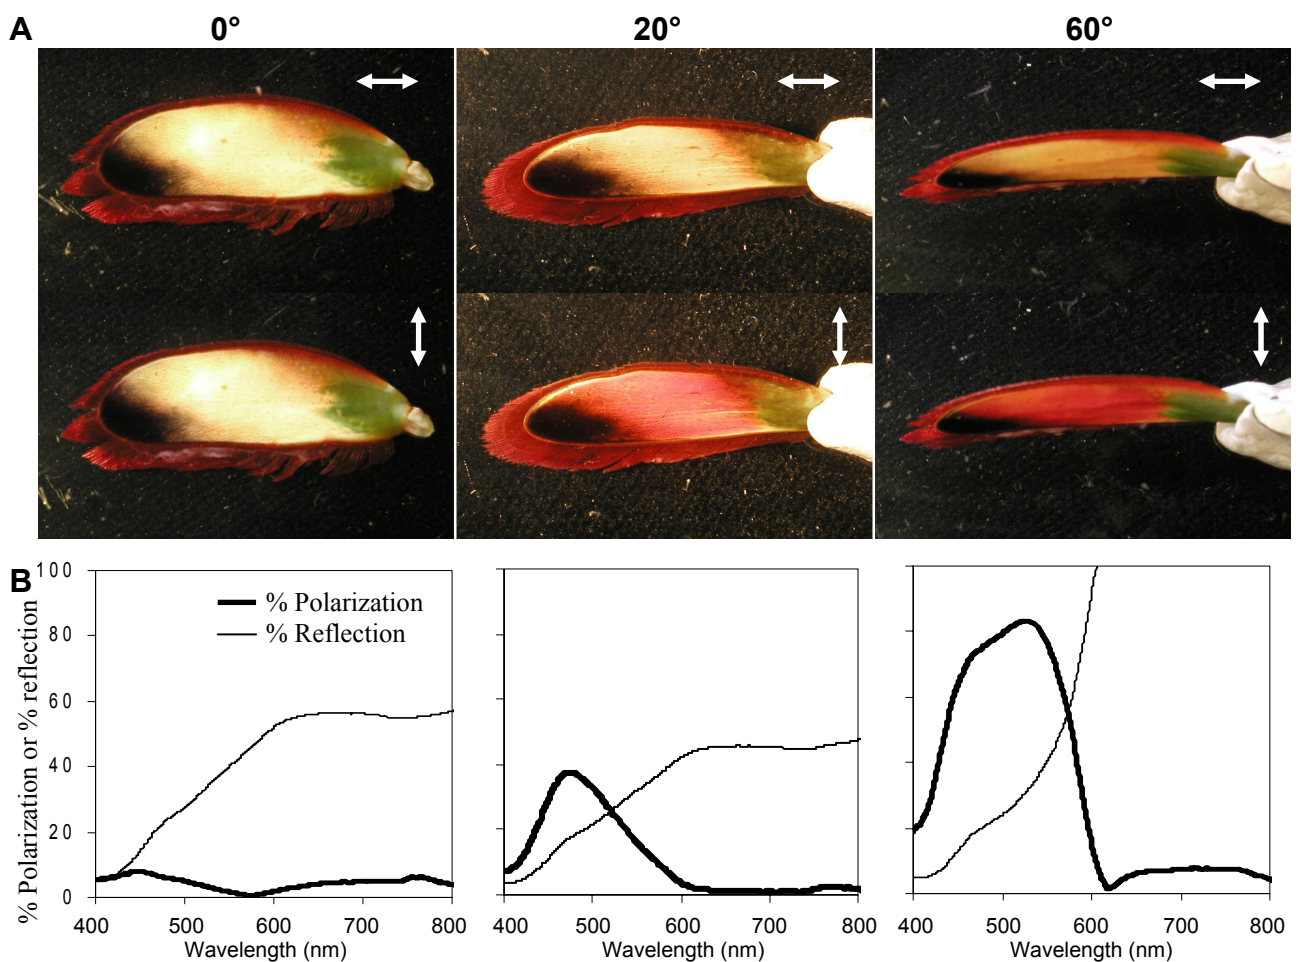 A 0° 20° 60°
B
% Polarization or % reflection
100
80
60
40
20
0
% Polarization
% Reflection
400 500 600 700 800 400 500 600 700 800 400 500 600 700 800
Wavelength (nm) Wavelength (nm) Wavelength (nm)